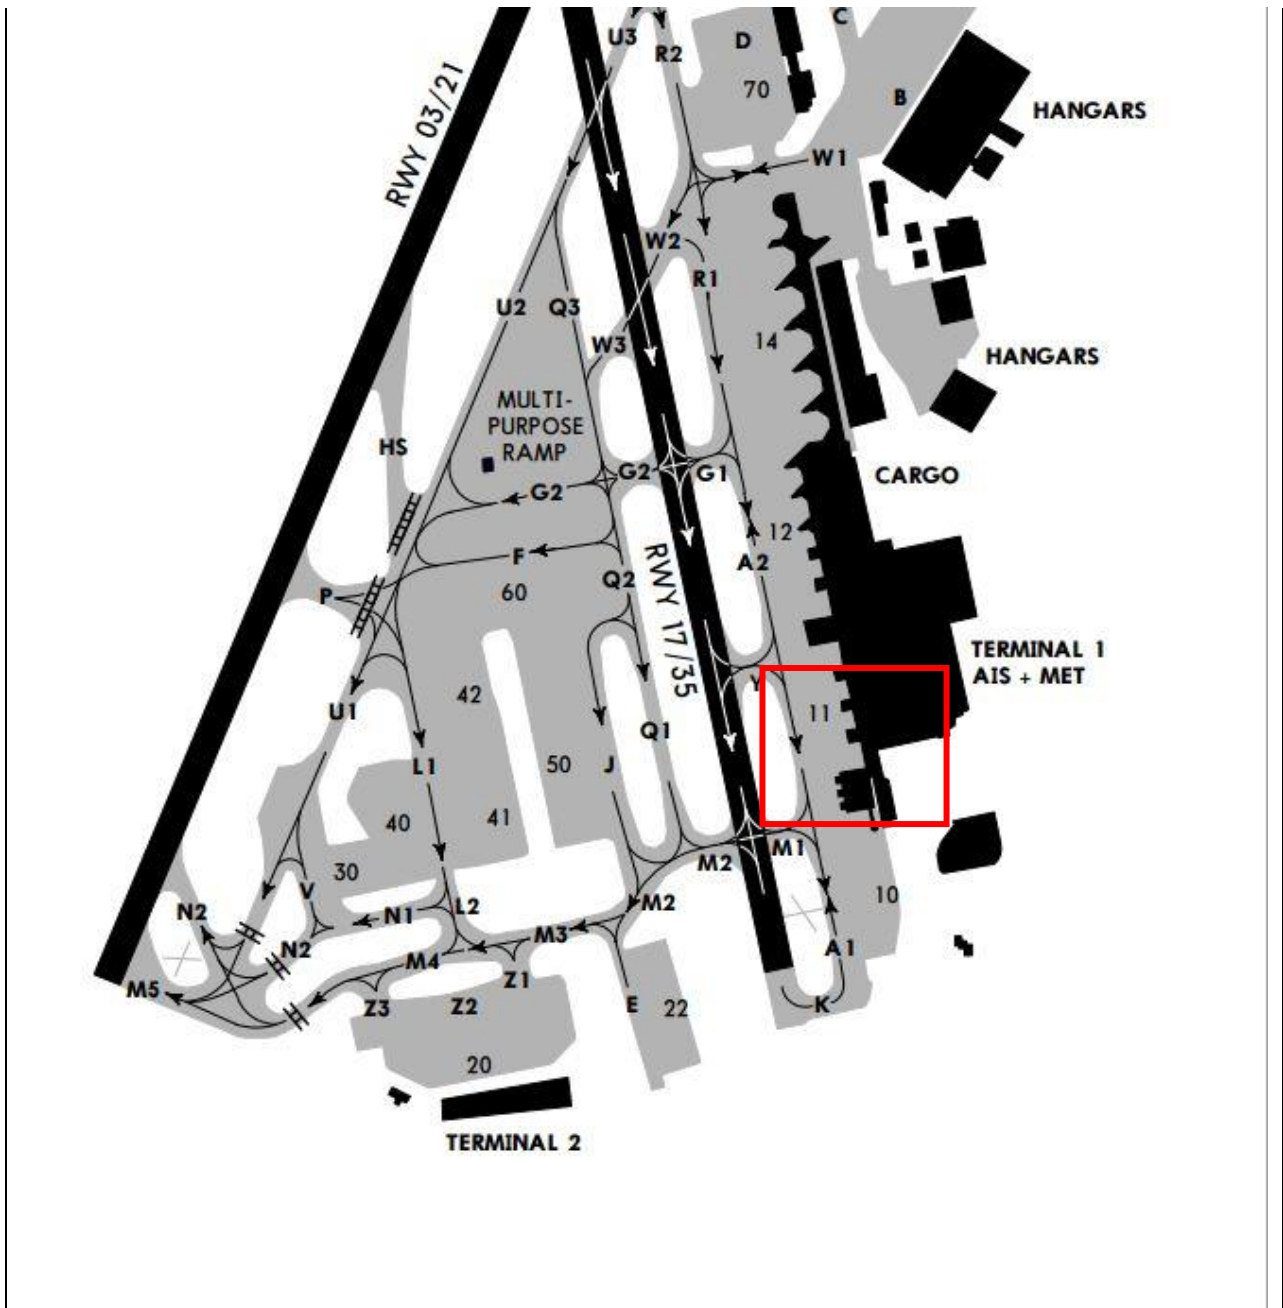 C
U3
D
R2
RWY 03/21
70
B
HANGARS
W1
W2
R1
U2
Q3
14
W3
HANGARS
MULTI-
PURPOSE
RAMP
HS
G2
G1
CARGO
G2
12
F
A2
Q2
60
P
RWY 17/35
TERMINAL 1
AIS + MET
Y
42
U1
11
Q1
L1
50
J
40
41
M1
M2
30
V
10
N2
N1
L2
M2
M3
N2
A1
M4
Z1
M5
Z3
Z2
E
22
K
20
TERMINAL 2